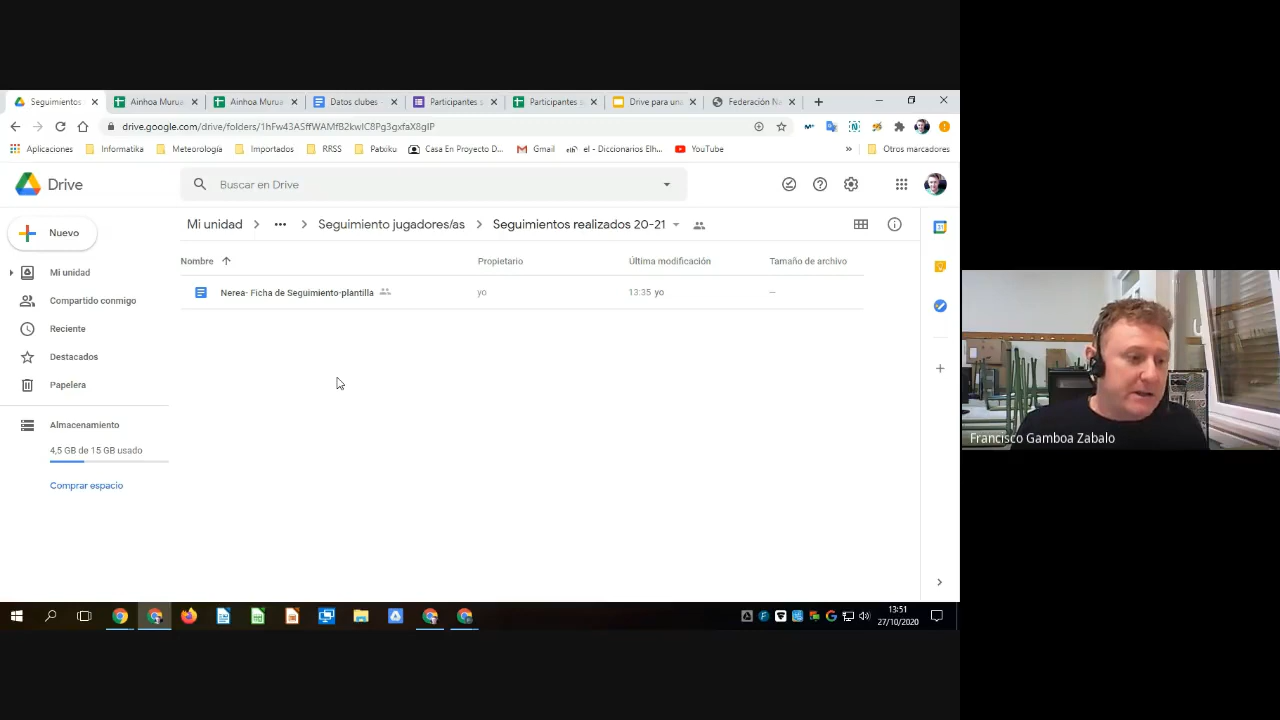 Seguimientos
Ainhoa Murua
Ainhoa Murua
Datos clubes
Participantes s
Participantes s
Drive para una
Federación Na
drive.google.com/drive/folders/1hFw43ASffWAMfB2kwIC8Pg3gxfaX8gIP
Aplicaciones
Informatika
Meteorología
Importados
RRSS
Patxiku
Casa En Proyecto D...
Gmail
el - Diccionarios Elh...
YouTube
»
Otros marcadores
Drive
Buscar en Drive
Nuevo
Mi unidad
Compartido conmigo
Reciente
Destacados
Papelera
Almacenamiento
4,5 GB de 15 GB usado
Comprar espacio
Mi unidad > ... > Seguimiento jugadores/as > Seguimientos realizados 20-21
Nombre
Propietario
Última modificación
Tamaño de archivo
Nerea- Ficha de Seguimiento-plantilla
yo
13:35 yo
—
13:51
27/10/2020
Francisco Gamboa Zabalo